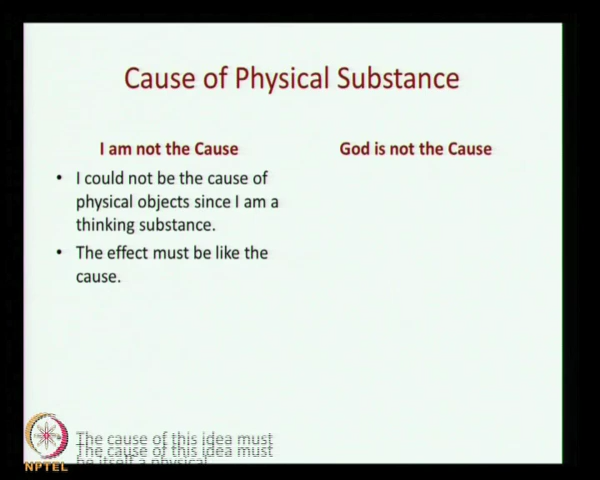 Cause of Physical Substance
I am not the Cause
God is not the Cause
• I could not be the cause of
physical objects since I am a
thinking substance.
• The effect must be like the
cause.
The cause of this idea must
The cause of this idea must
be itself a physical
NPTEL